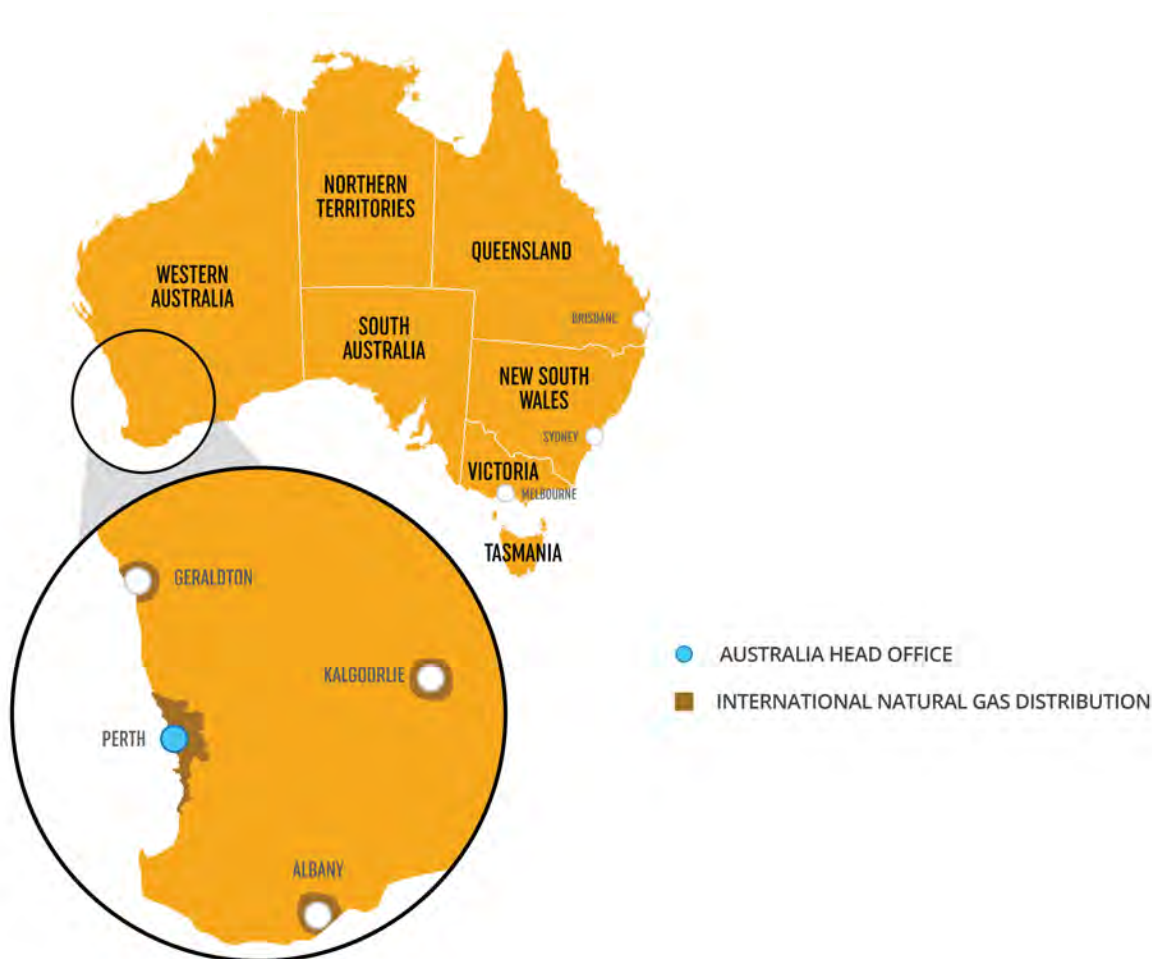 NORTHERN
TERRITORIES
QUEENSLAND
WESTERN
AUSTRALIA
BRISBANE
SOUTH
AUSTRALIA
NEW SOUTH
WALES
SYDNEY
VICTORIA
MELBOURNE
TASMANIA
GERALDTON
KALGOORLIE
PERTH
ALBANY
AUSTRALIA HEAD OFFICE
INTERNATIONAL NATURAL GAS DISTRIBUTION